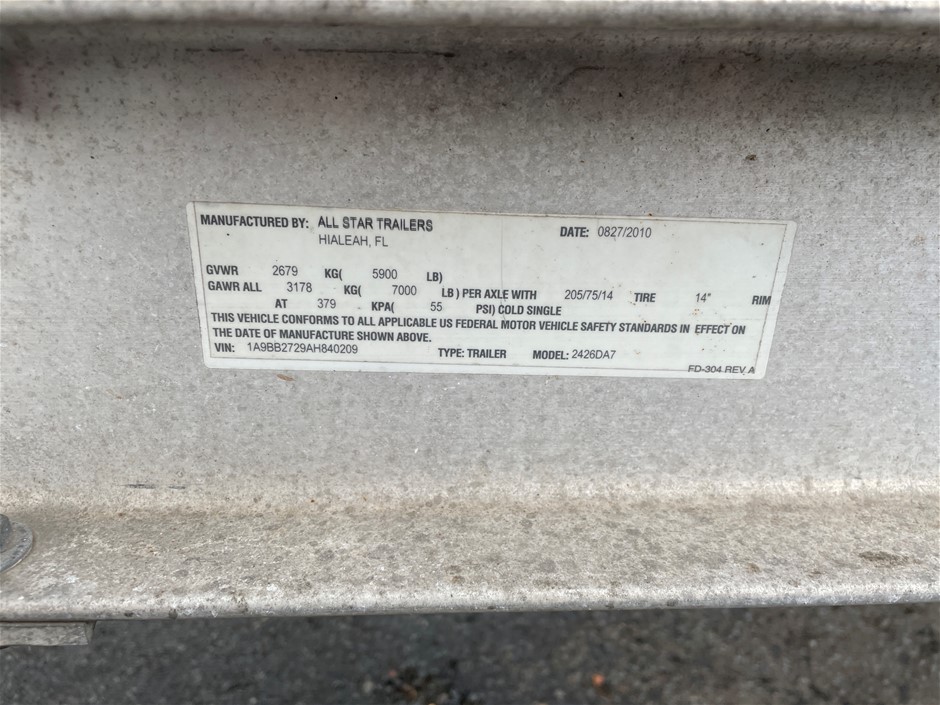 MANUFACTURED BY: ALL STAR TRAILERS DATE: 0827/2010
HIALEAH, FL
GVWR 2679 KG( 5900 LB)
GAWR ALL 3178 KG( 7000 LB ) PER AXLE WITH 205/75/14 TIRE 14" RIM
AT 379 KPA( 55 PSI) COLD SINGLE
THIS VEHICLE CONFORMS TO ALL APPLICABLE US FEDERAL MOTOR VEHICLE SAFETY STANDARDS IN EFFECT ON
THE DATE OF MANUFACTURE SHOWN ABOVE.
VIN: 1A9BB2729AH840209 TYPE: TRAILER MODEL: 2426DA7
FD-304 REV A